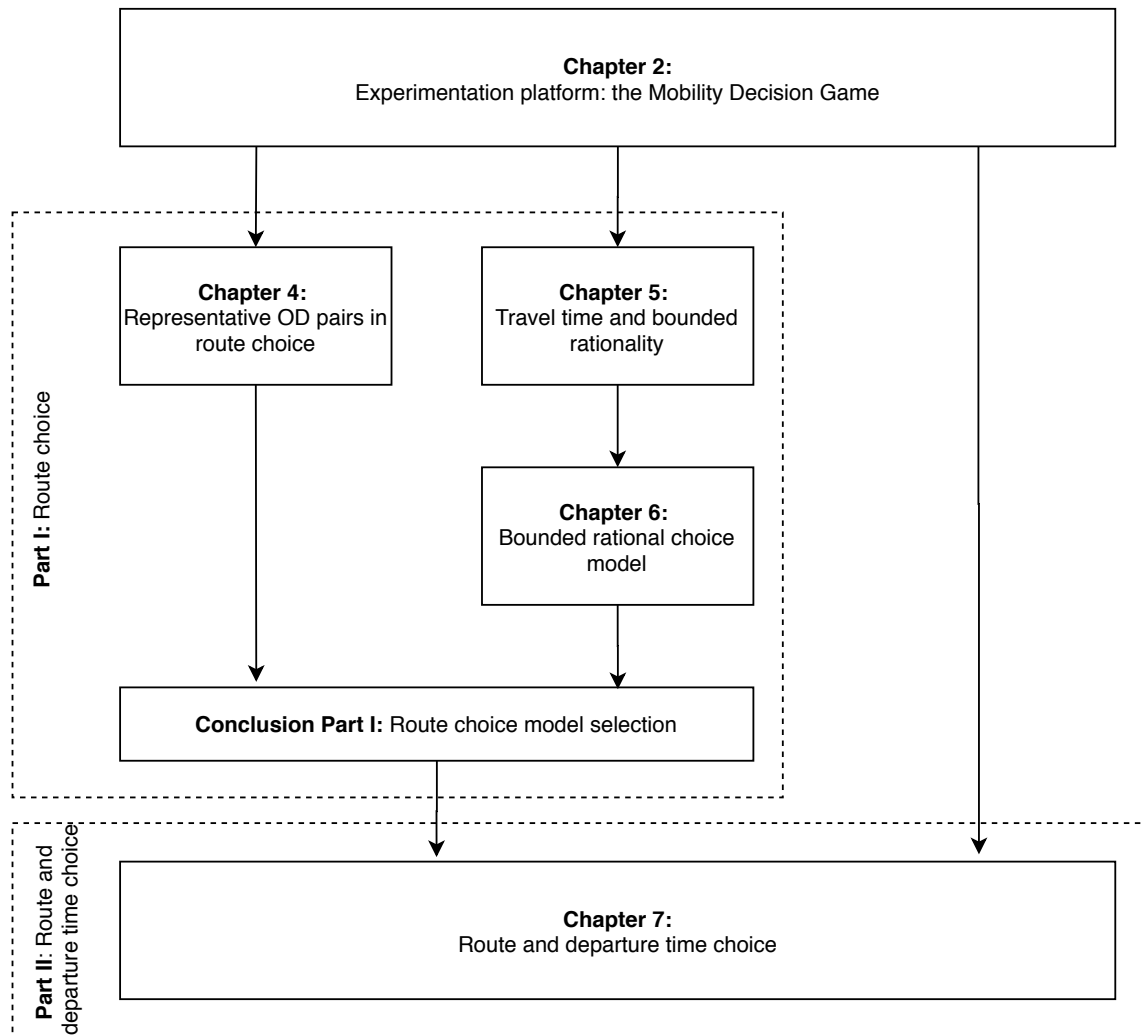 Chapter 2:
Experimentation platform: the Mobility Decision Game
Part I: Route choice
Chapter 4:
Representative OD pairs in
route choice
Chapter 5:
Travel time and bounded
rationality
Chapter 6:
Bounded rational choice
model
Conclusion Part I: Route choice model selection
Part II: Route and
departure time choice
Chapter 7:
Route and departure time choice